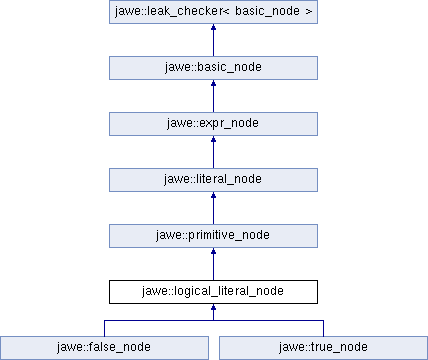 jawe::leak_checker< basic_node >
jawe::basic_node
jawe::expr_node
jawe::literal_node
jawe::primitive_node
jawe::logical_literal_node
jawe::false_node
jawe::true_node